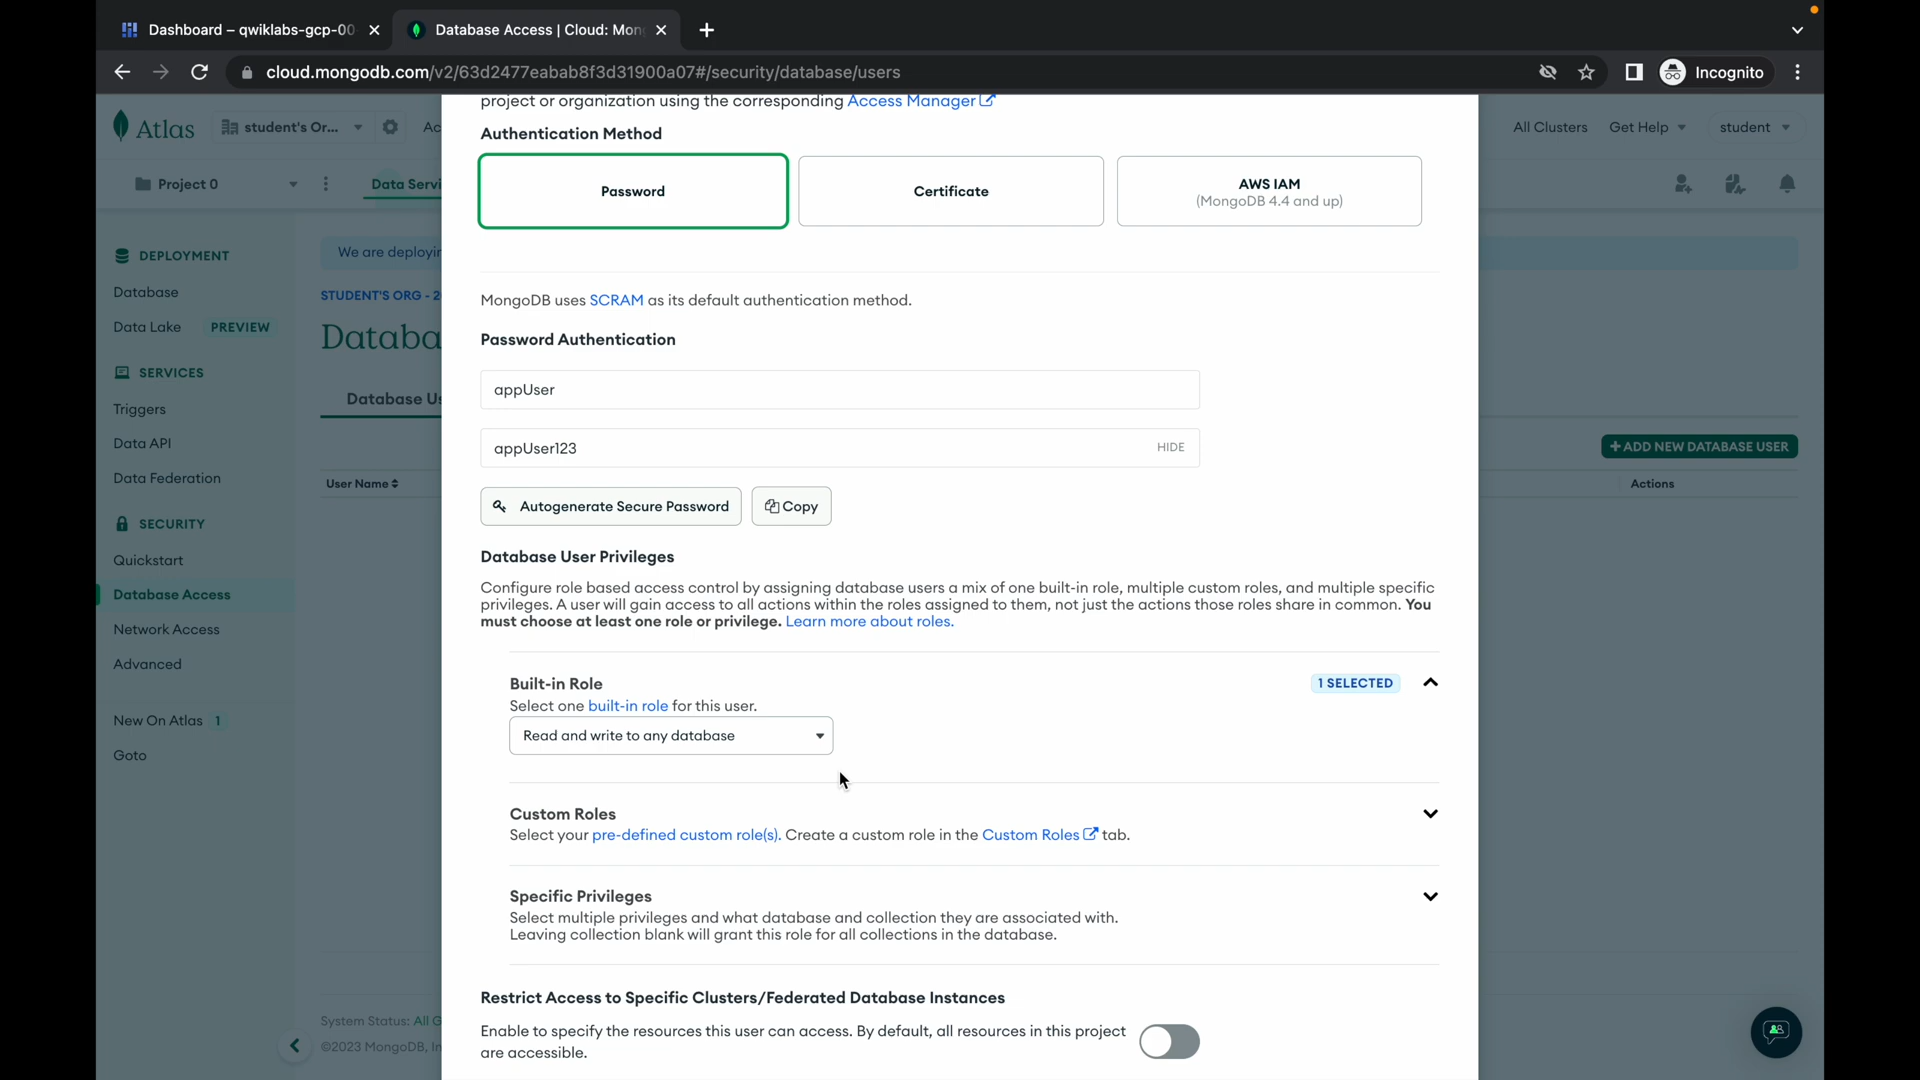 Dashboard – qwiklabs-gcp-00
Database Access | Cloud: Mon
cloud.mongodb.com/v2/63d2477eabab8f3d31900a07#/security/database/users
Incognito
project or organization using the corresponding Access Manager
Atlas
student's Or...
Ac
All Clusters
Get Help
student
Authentication Method
Project 0
Data Servi
Password
Certificate
AWS IAM
(MongoDB 4.4 and up)
DEPLOYMENT
Database
Data Lake PREVIEW
SERVICES
Triggers
Data API
Data Federation
SECURITY
Quickstart
Database Access
Network Access
Advanced
New On Atlas 1
Goto
We are deployin
STUDENT'S ORG - 2
Databa
Database Us
+ ADD NEW DATABASE USER
User Name
Actions
MongoDB uses SCRAM as its default authentication method.
Password Authentication
appUser
appUser123
HIDE
Autogenerate Secure Password
Copy
Database User Privileges
Configure role based access control by assigning database users a mix of one built-in role, multiple custom roles, and multiple specific
privileges. A user will gain access to all actions within the roles assigned to them, not just the actions those roles share in common. You
must choose at least one role or privilege. Learn more about roles.
Built-in Role
1 SELECTED
Select one built-in role for this user.
Read and write to any database
Custom Roles
Select your pre-defined custom role(s). Create a custom role in the Custom Roles tab.
Specific Privileges
Select multiple privileges and what database and collection they are associated with.
Leaving collection blank will grant this role for all collections in the database.
Restrict Access to Specific Clusters/Federated Database Instances
Enable to specify the resources this user can access. By default, all resources in this project
are accessible.
System Status: All G
©2023 MongoDB, In